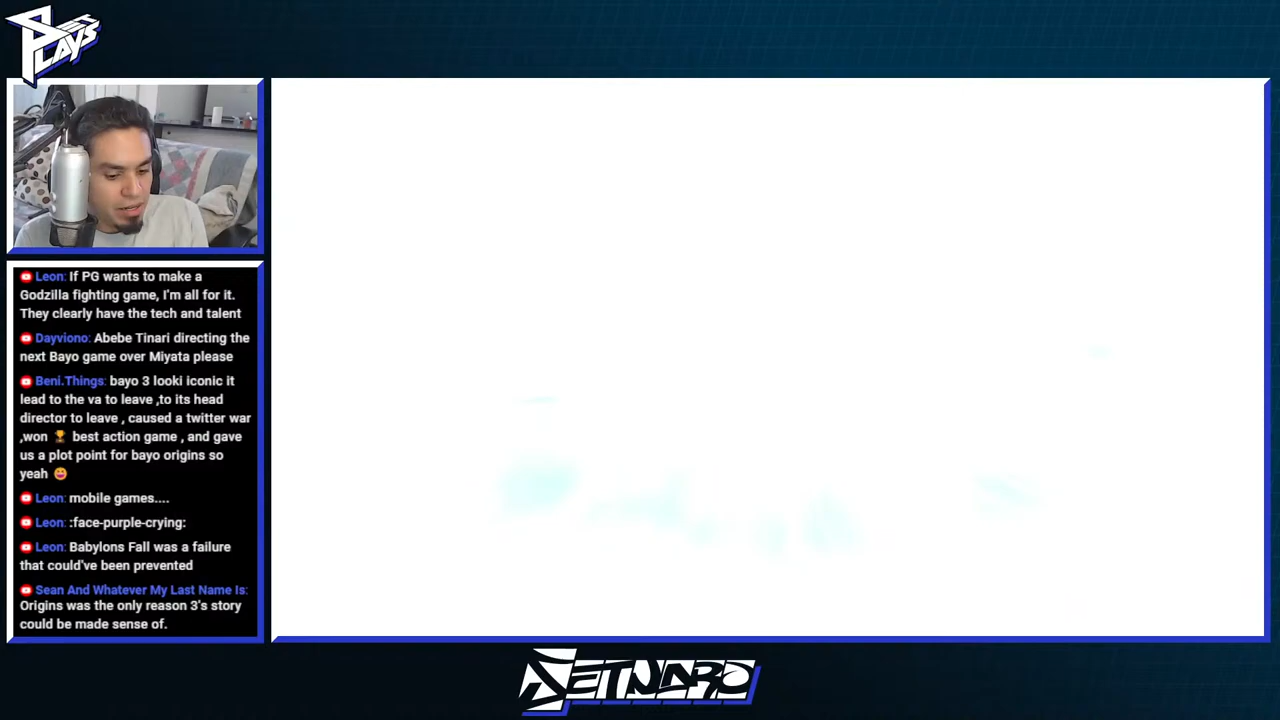 SET
PLAYS
Leon: If PG wants to make a
Godzilla fighting game, I'm all for it.
They clearly have the tech and talent
Dayviono: Abebe Tinari directing the
next Bayo game over Miyata please
Beni.Things: bayo 3 looki iconic it
lead to the va to leave ,to its head
director to leave , caused a twitter war
,won 🏆 best action game , and gave
us a plot point for bayo origins so
yeah 😄
Leon: mobile games....
Leon: :face-purple-crying:
Leon: Babylons Fall was a failure
that could've been prevented
Sean And Whatever My Last Name Is:
Origins was the only reason 3's story
could be made sense of.
SETNARO